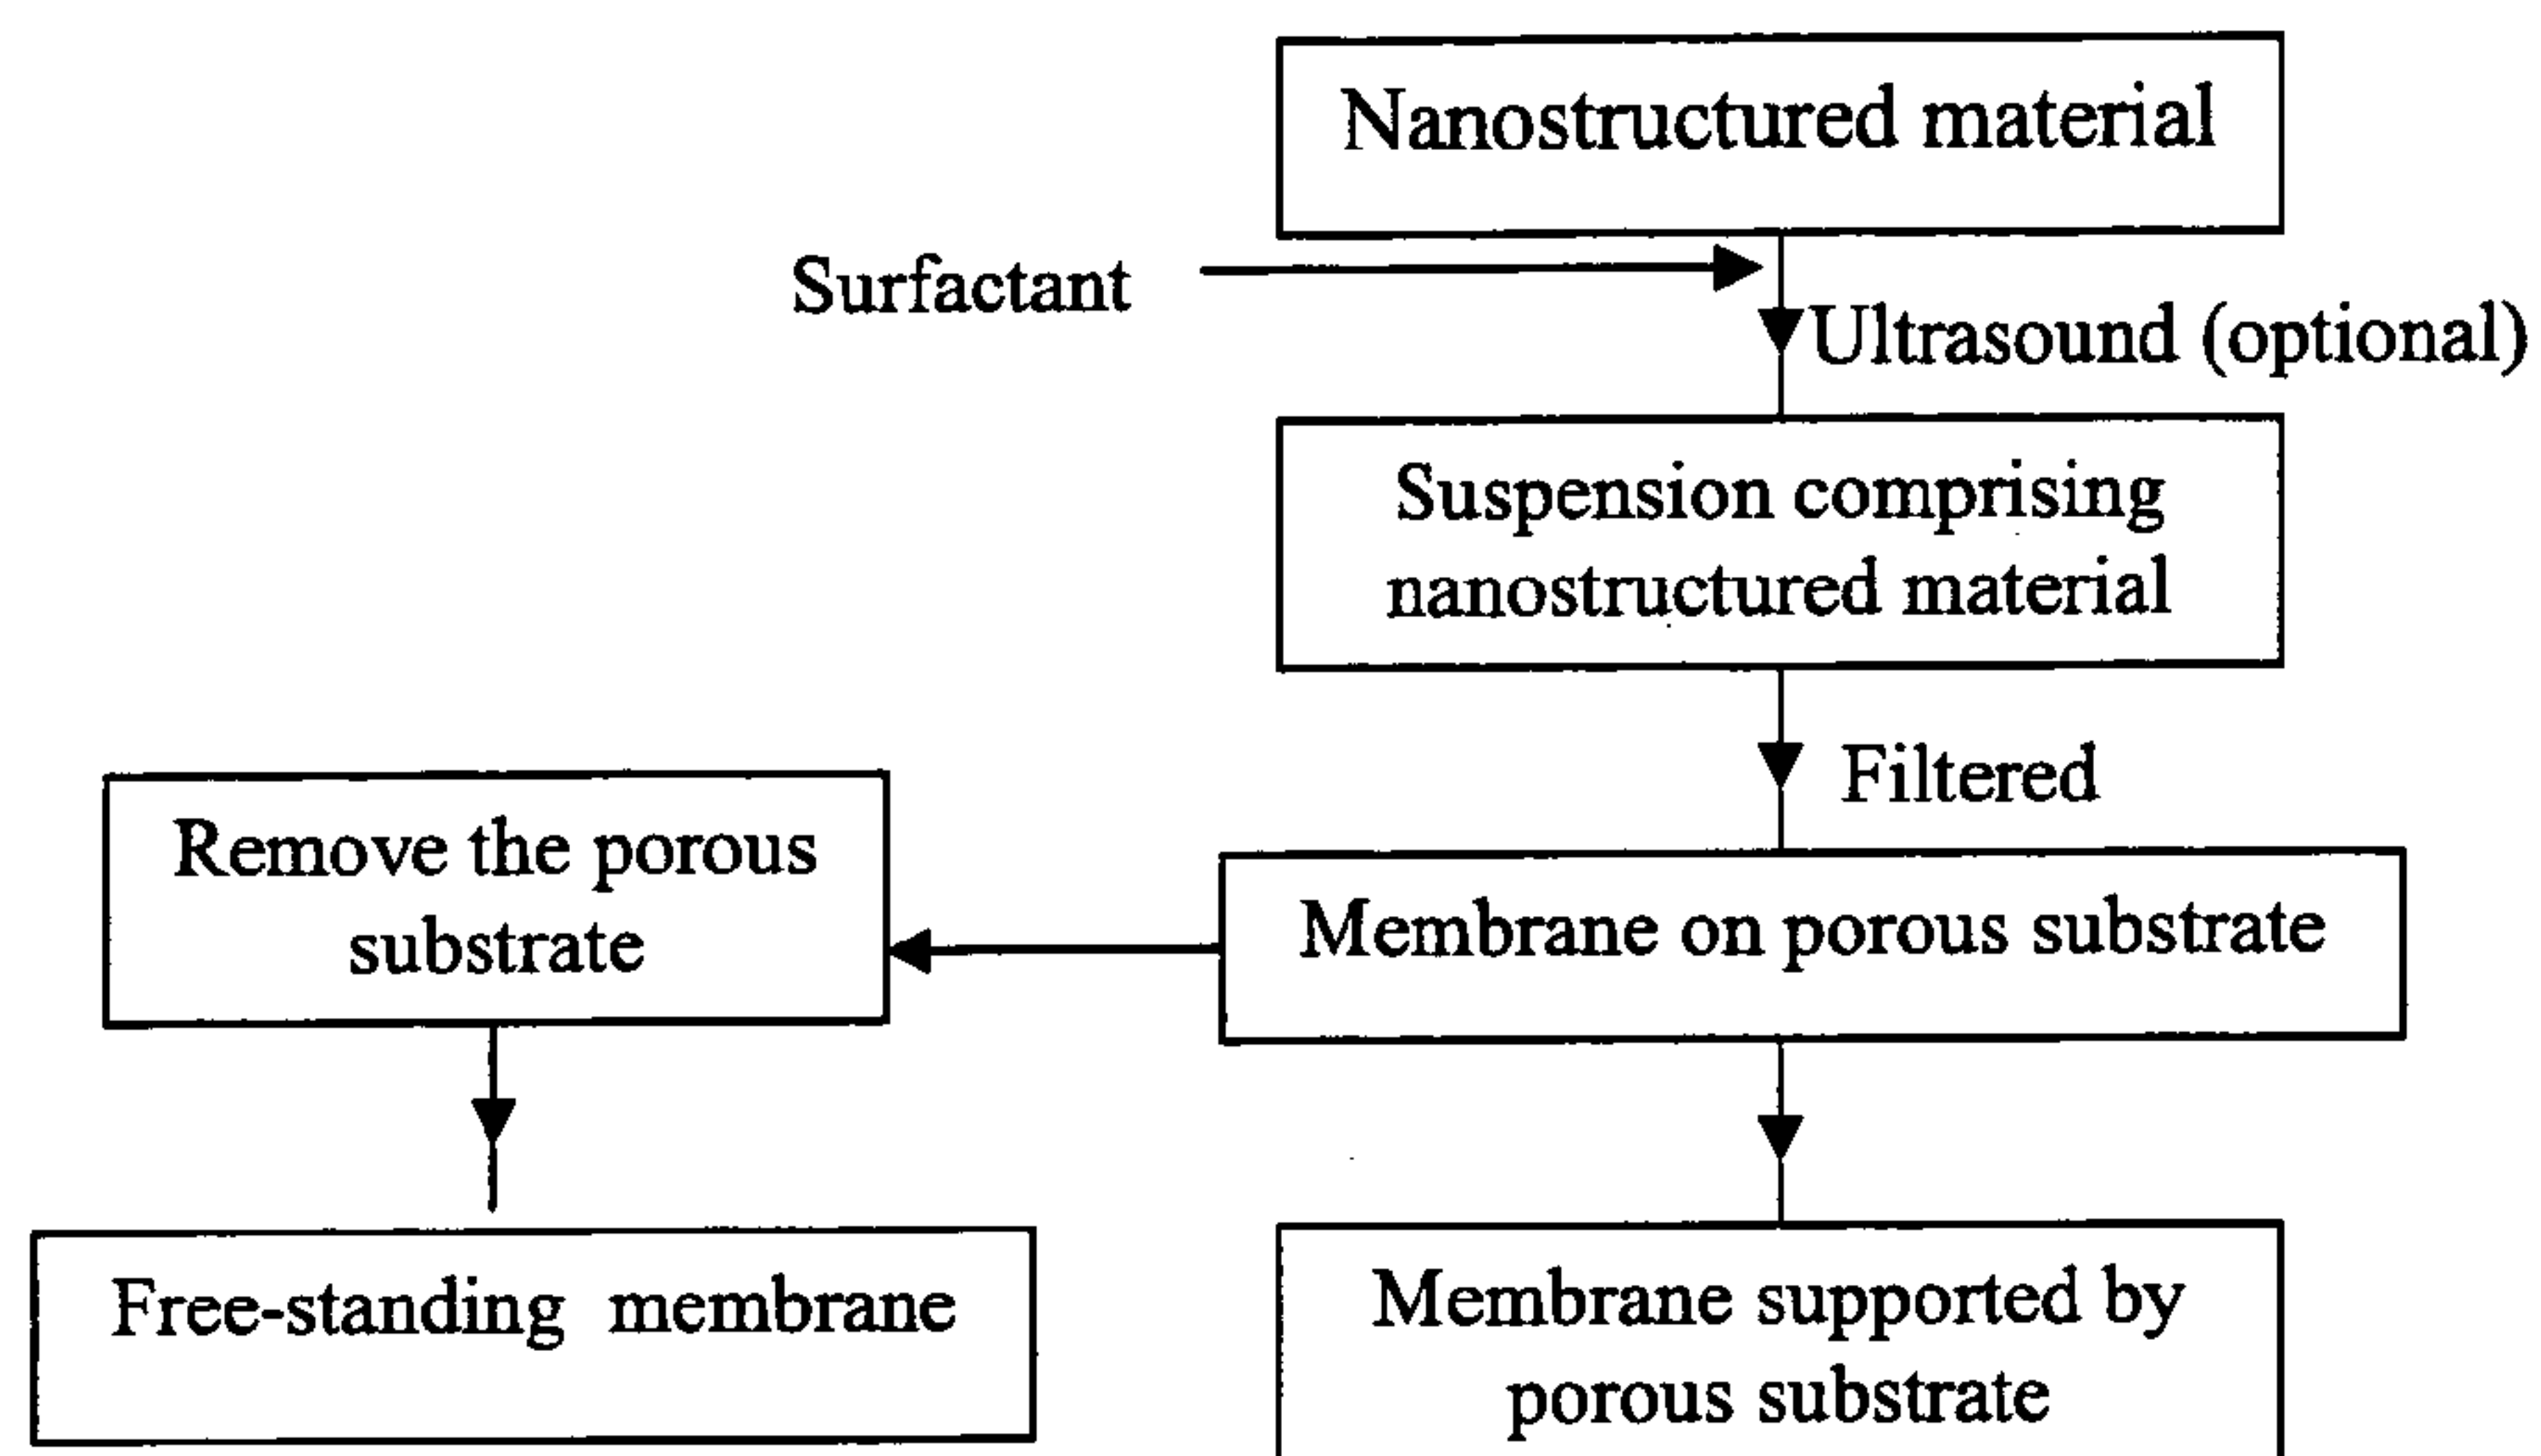 Nanostructured material
Surfactant
Ultrasound (optional)
Suspension comprising
nanostructured material
Filtered
Remove the porous
substrate
Membrane on porous substrate
Free-standing membrane
Membrane supported by
porous substrate